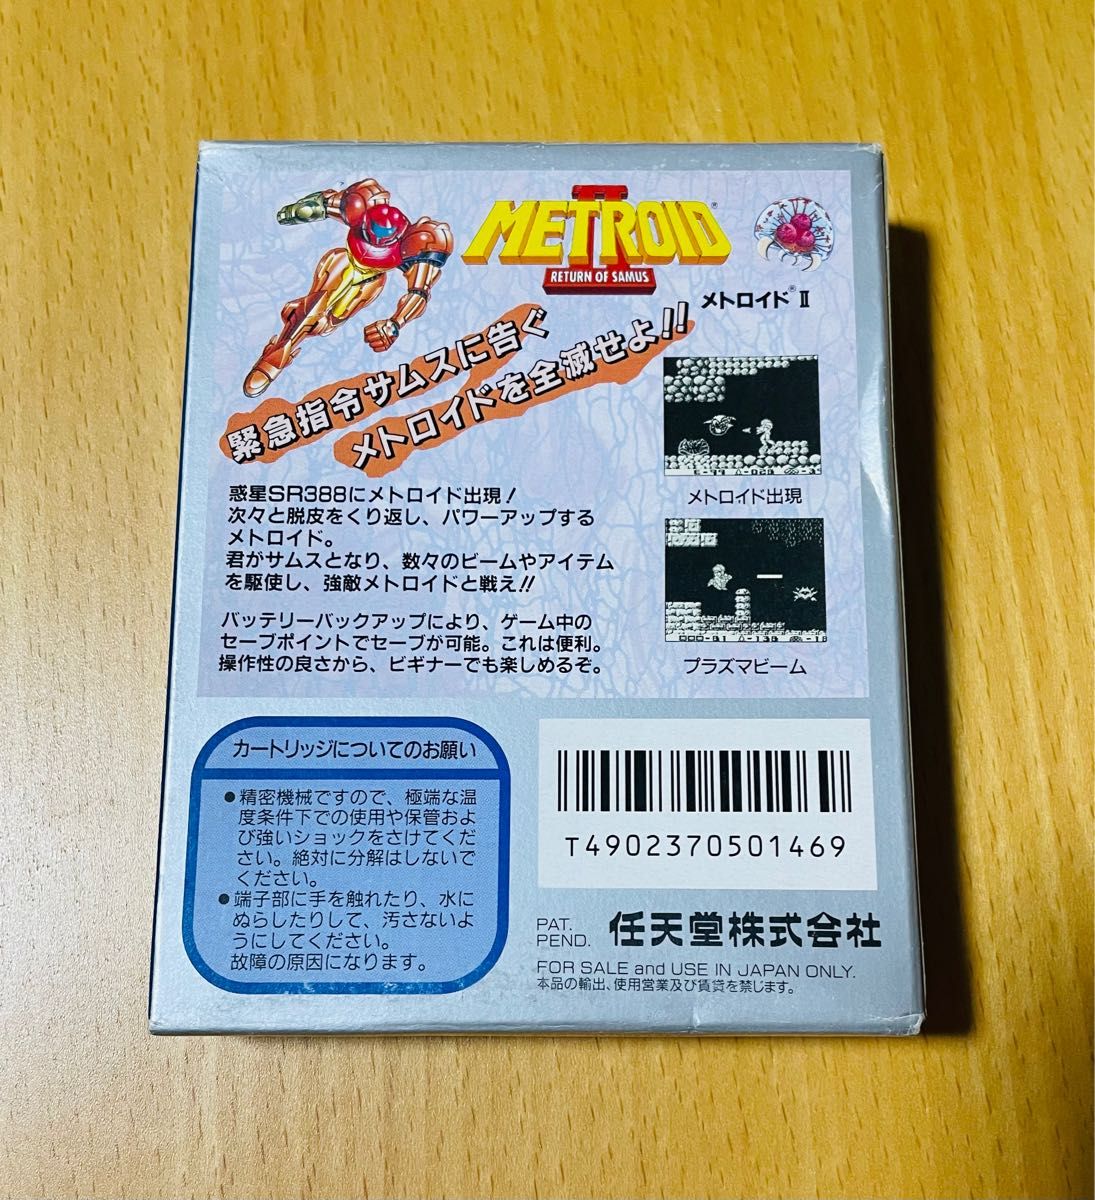 METROID®
II
RETURN OF SAMUS
メトロイド® II
緊急指令サムスに告ぐ
メトロイドを全滅せよ!!
惑星SR388にメトロイド出現!
次々と脱皮をくり返し、パワーアップする
メトロイド。
君がサムスとなり、数々のビームやアイテム
を駆使し、強敵メトロイドと戦え!!
バッテリーバックアップにより、ゲーム中の
セーブポイントでセーブが可能。これは便利。
操作性の良さから、ビギナーでも楽しめるぞ。
メトロイド出現
プラズマビーム
カートリッジについてのお願い
●精密機械ですので、極端な温
度条件下での使用や保管およ
び強いショックをさけてくだ
さい。絶対に分解はしないで
ください。
●端子部に手を触れたり、水に
ぬらしたりして、汚さないよ
うにしてください。
故障の原因になります。
T4902370501469
PAT.
PEND.
任天堂株式会社
FOR SALE and USE IN JAPAN ONLY.
本品の輸出、使用営業及び賃貸を禁じます。